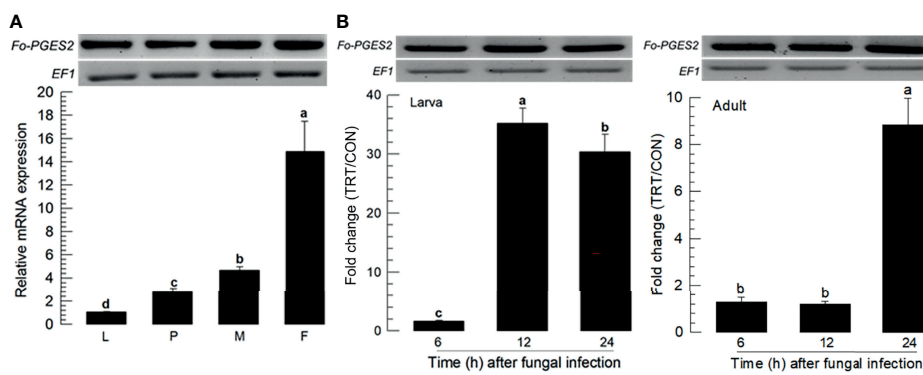 A
Fo-PGES2
EF1
Relative mRNA expression
20
18
16
14
12
10
8
6
4
2
0
d
c
b
a
L P M F
B
Fo-PGES2
EF1
Larva
Fold change (TRT/CON)
40
30
20
10
0
c
a
b
6 12 24
Time (h) after fungal infection
Fo-PGES2
EF1
Adult
Fold change (TRT/CON)
10
8
6
4
2
0
b
b
a
6 12 24
Time (h) after fungal infection